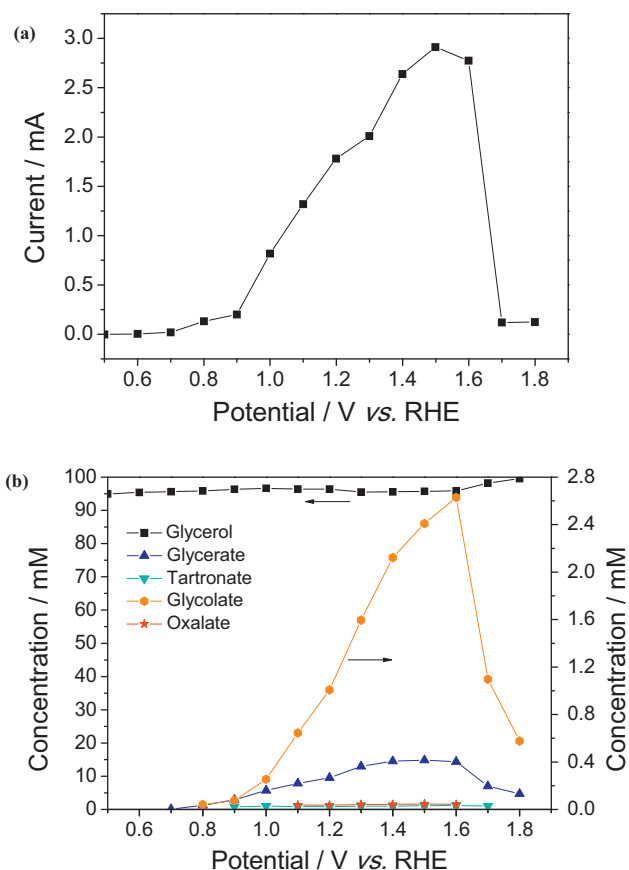 (a)
3.0
2.5
2.0
1.5
1.0
0.5
0.0
Current / mA
0.6 0.8 1.0 1.2 1.4 1.6 1.8
Potential / V vs. RHE
(b)
100
90
80
70
60
50
40
30
20
10
0
Concentration / mM
Glycerol
Glycerate
Tartronate
Glycolate
Oxalate
2.8
2.4
2.0
1.6
1.2
0.8
0.4
0.0
Concentration / mM
0.6 0.8 1.0 1.2 1.4 1.6 1.8
Potential / V vs. RHE